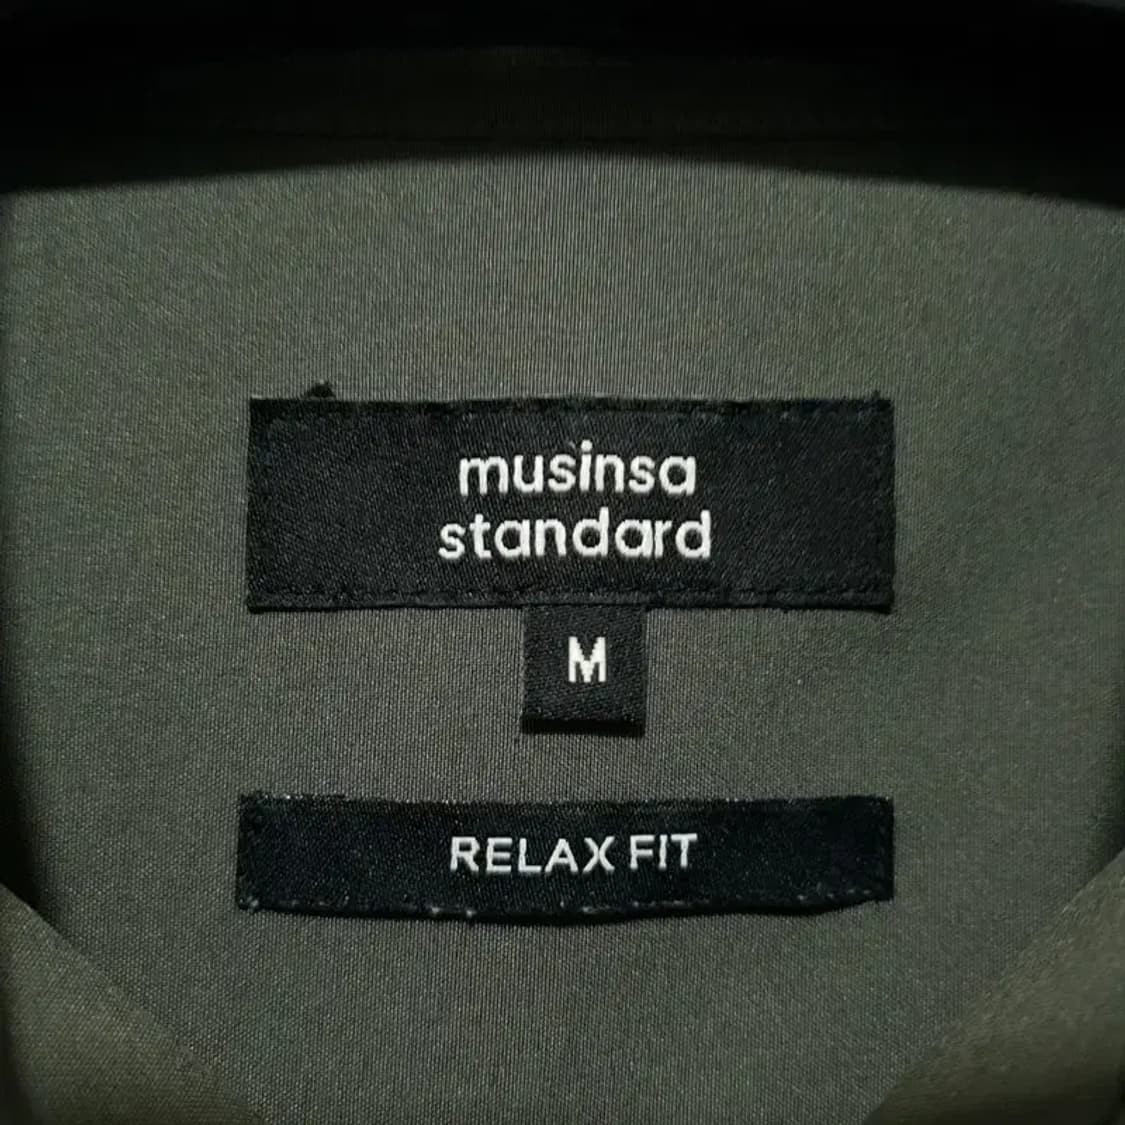 musinsa
standard
M
RELAX FIT